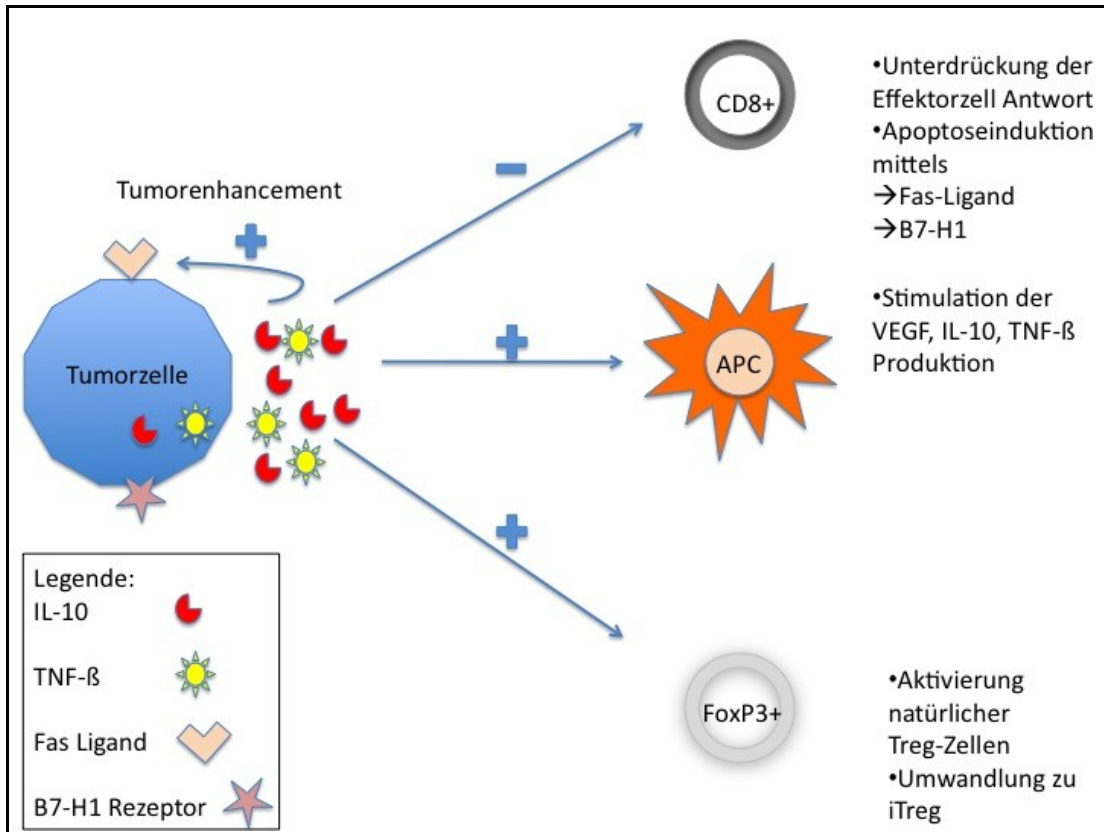 Tumorenhancement
Tumorzelle
CD8+
•Unterdrückung der
Effektorzell Antwort
•Apoptoseinduktion
mittels
→Fas-Ligand
→B7-H1
APC
•Stimulation der
VEGF, IL-10, TNF-ß
Produktion
FoxP3+
•Aktivierung
natürlicher
Treg-Zellen
•Umwandlung zu
iTreg
Legende:
IL-10
TNF-ß
Fas Ligand
B7-H1 Rezeptor